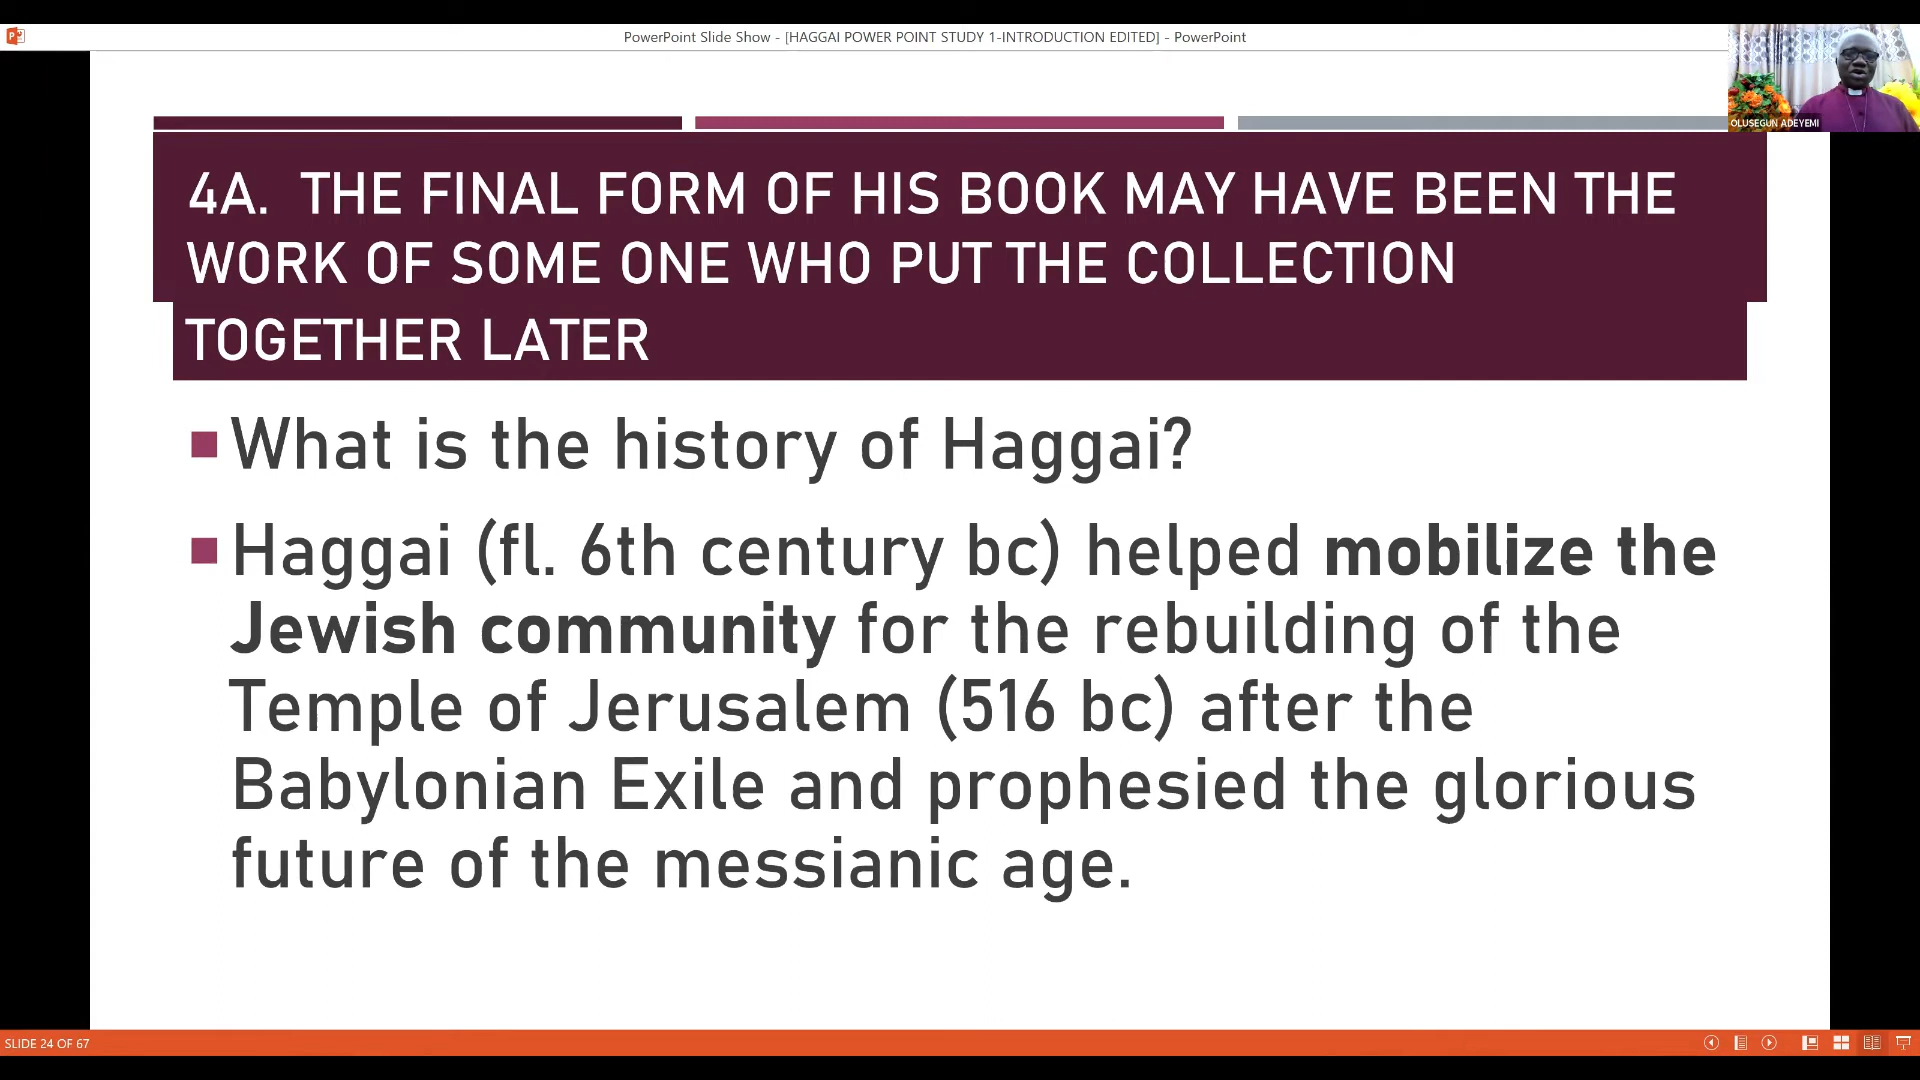 PowerPoint Slide Show - [HAGGAI POWER POINT STUDY 1-INTRODUCTION EDITED] - PowerPoint
OLUSEGUN ADEYEMI
4A. THE FINAL FORM OF HIS BOOK MAY HAVE BEEN THE
WORK OF SOME ONE WHO PUT THE COLLECTION
TOGETHER LATER
What is the history of Haggai?
Haggai (fl. 6th century bc) helped mobilize the
Jewish community for the rebuilding of the
Temple of Jerusalem (516 bc) after the
Babylonian Exile and prophesied the glorious
future of the messianic age.
SLIDE 24 OF 67